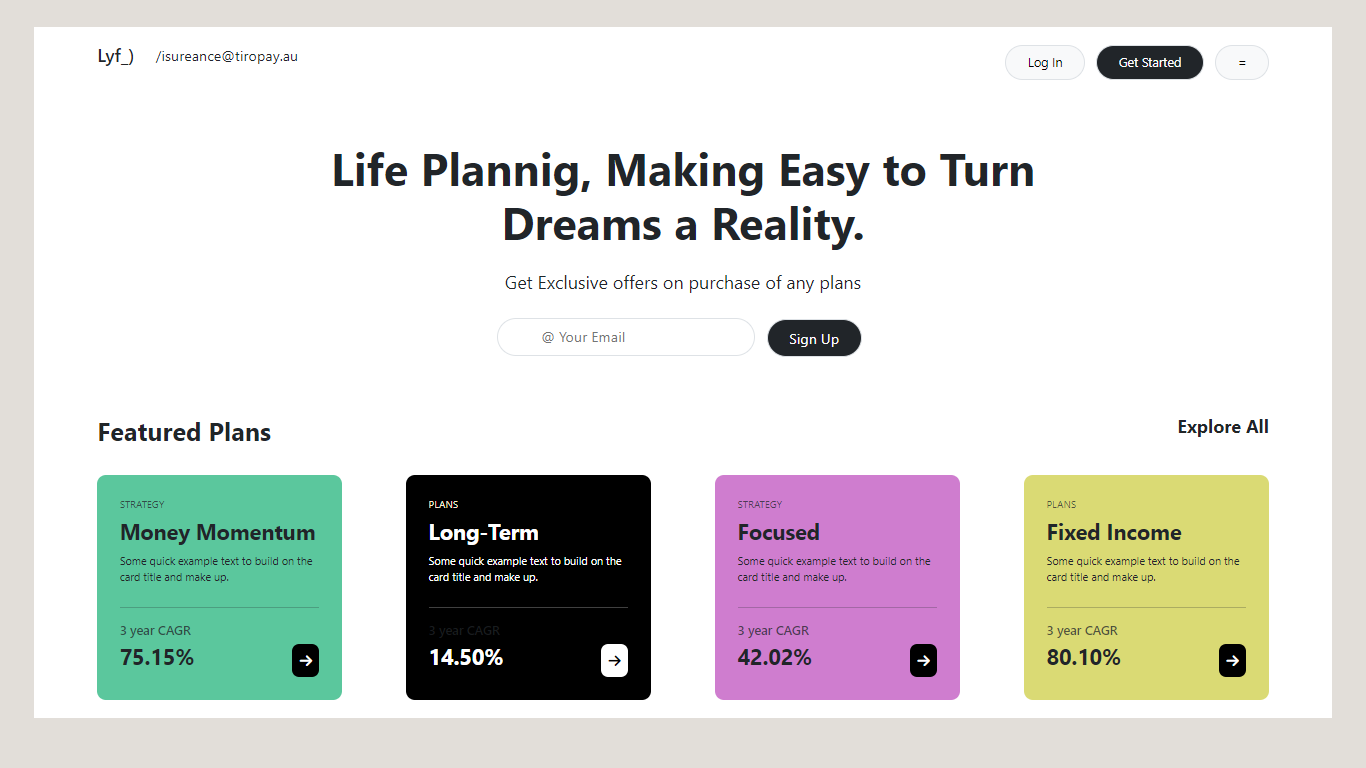 Lyf_) /isureance@tiropay.au Log In Get Started =
Life Plannig, Making Easy to Turn
Dreams a Reality.
Get Exclusive offers on purchase of any plans
@ Your Email Sign Up
Featured Plans Explore All
STRATEGY
Money Momentum
Some quick example text to build on the
card title and make up.
3 year CAGR
75.15%
PLANS
Long-Term
Some quick example text to build on the
card title and make up.
3 year CAGR
14.50%
STRATEGY
Focused
Some quick example text to build on the
card title and make up.
3 year CAGR
42.02%
PLANS
Fixed Income
Some quick example text to build on the
card title and make up.
3 year CAGR
80.10%